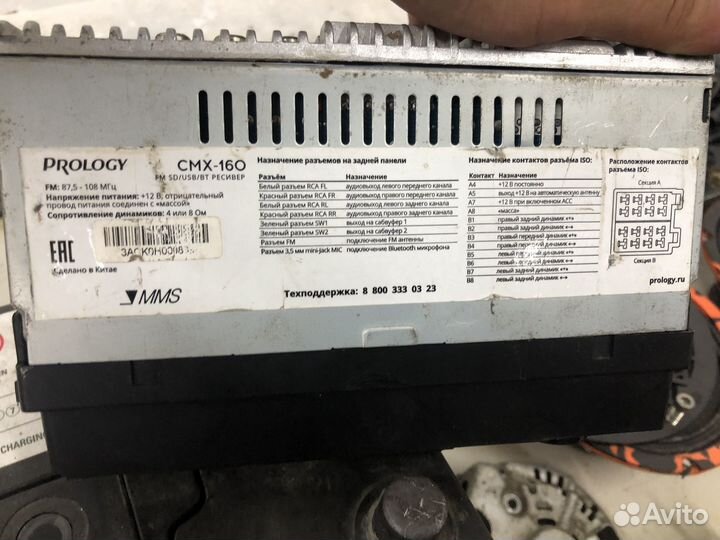 PROLOGY
CMX-160
FM SD/USB/BT РЕСИВЕР
FM: 87,5 - 108 МГц
Напряжение питания: +12 В, отрицательный
провод питания соединен с «массой»
Сопротивление динамиков: 4 или 8 Ом
EAC
Сделано в Китае
MMS
Назначение разъемов на задней панели
Разъём Назначение
Белый разъем RCA FL аудиовыход левого переднего канала
Красный разъем RCA FR аудиовыход правого переднего канала
Белый разъем RCA RL аудиовыход левого заднего канала
Красный разъем RCA RR аудиовыход правого заднего канала
Зеленый разъем SW1 выход на сабвуфер 1
Зеленый разъем SW2 выход на сабвуфер 2
Разъем FM подключение FM антенны
Разъем 3,5 мм mini-jack MIC подключение Bluetooth микрофона
Техподдержка: 8 800 333 0 23
Назначение контактов разъёма ISO:
Контакт Назначение
A4 +12 В постоянно
A5 выход +12 В на автоматическую антенну
A7 +12 В при включенном ACC
A8 «масса»
B1 правый задний динамик «+»
B2 правый задний динамик «-»
B3 правый передний динамик «+»
B4 правый передний динамик «-»
B5 левый передний динамик «+»
B6 левый передний динамик «-»
B7 левый задний динамик «+»
B8 левый задний динамик «-»
Расположение контактов
в разъеме ISO:
Секция A
Секция B
prology.ru
CHARGING
Avito